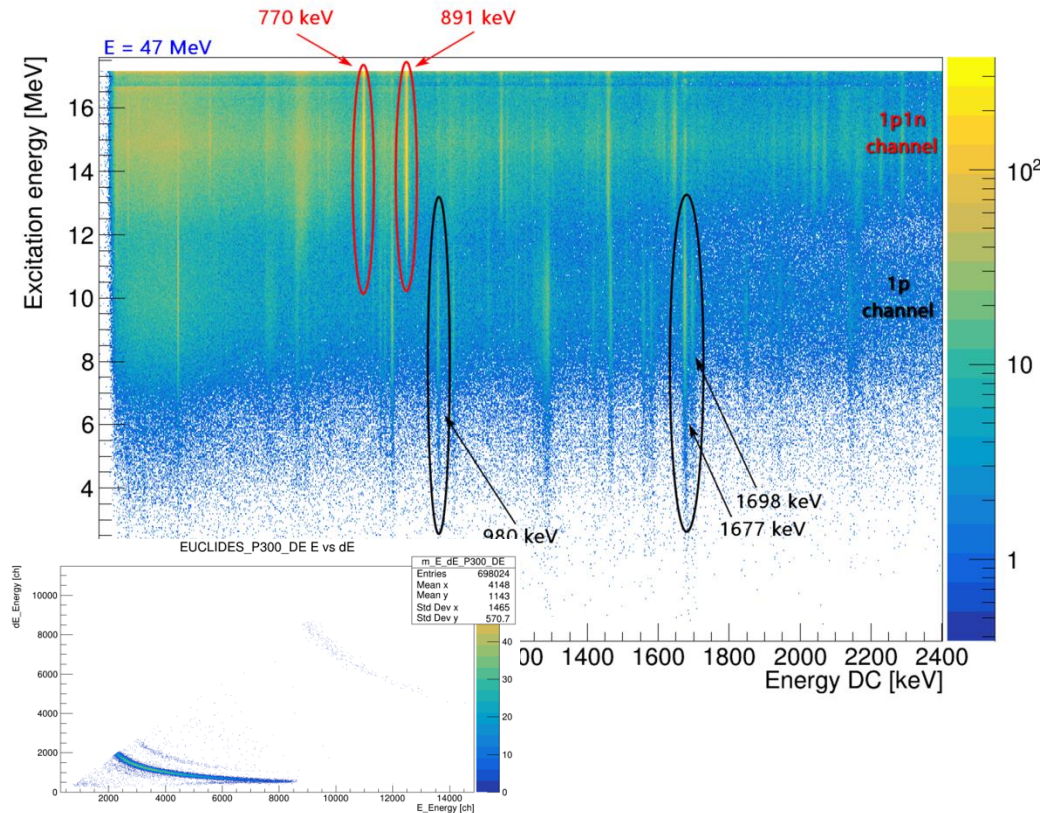 770 keV
891 keV
E = 47 MeV
Excitation energy [MeV]
16
14
12
10
8
6
4
1p1n
channel
1p
channel
10²
10
1
1698 keV
1677 keV
980 keV
1400
1600
1800
2000
2200
2400
Energy DC [keV]
EUCLIDES_P300_DE E vs dE
m_E_dE_P300_DE
Entries 698024
Mean x 4148
Mean y 1143
Std Dev x 1465
Std Dev y 570.7
dE_Energy [ch]
10000
8000
6000
4000
2000
0
40
30
20
10
0
2000
4000
6000
8000
10000
12000
14000
E_Energy [ch]